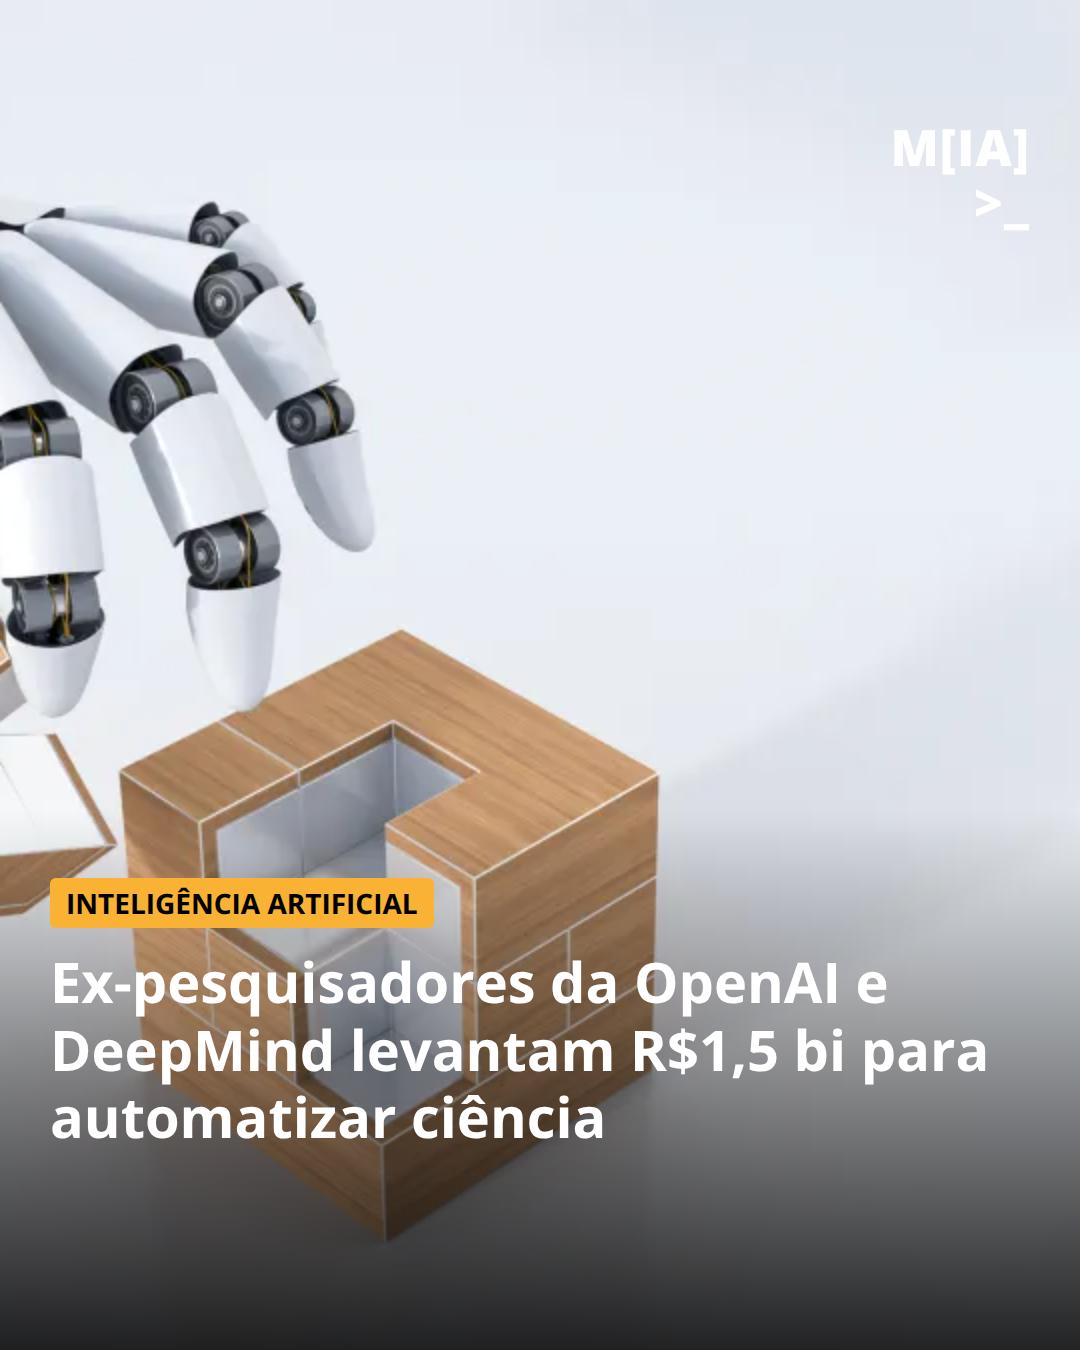 M[IA]
>_
INTELIGÊNCIA ARTIFICIAL
Ex-pesquisadores da OpenAI e
DeepMind levantam R$1,5 bi para
automatizar ciência